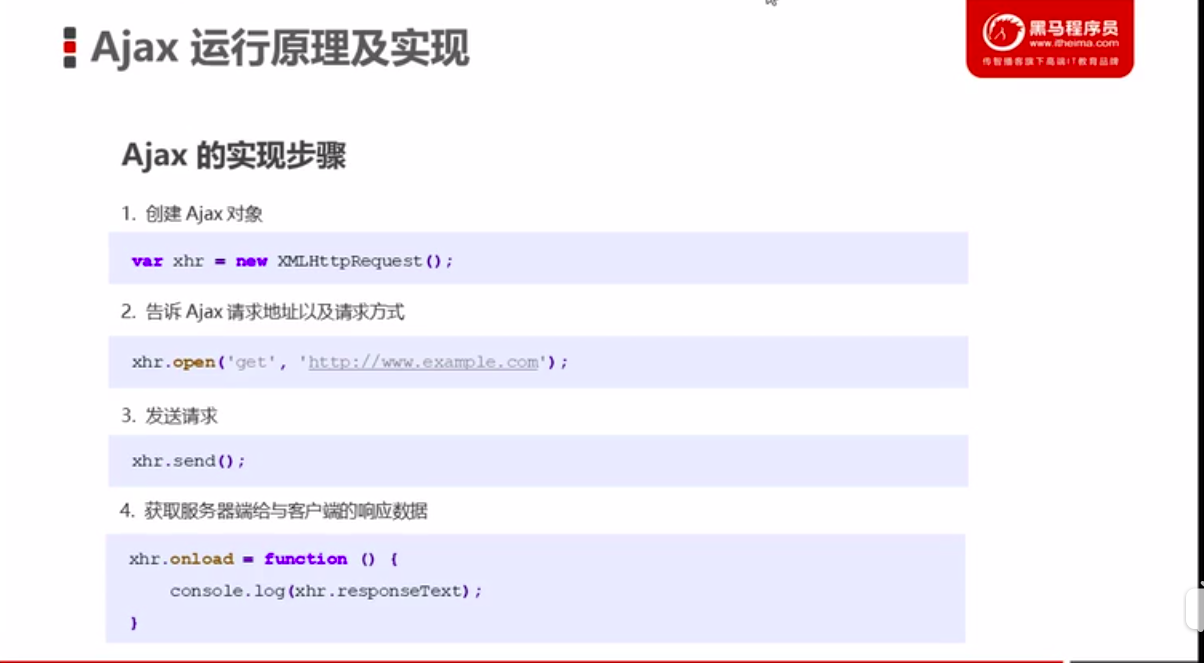 Ajax 运行原理及实现
黑马程序员
www.itheima.com
传智播客旗下高端IT教育品牌
Ajax 的实现步骤
1. 创建 Ajax 对象
var xhr = new XMLHttpRequest();
2. 告诉 Ajax 请求地址以及请求方式
xhr.open('get', 'http://www.example.com');
3. 发送请求
xhr.send();
4. 获取服务器端给与客户端的响应数据
xhr.onload = function () {
console.log(xhr.responseText);
}